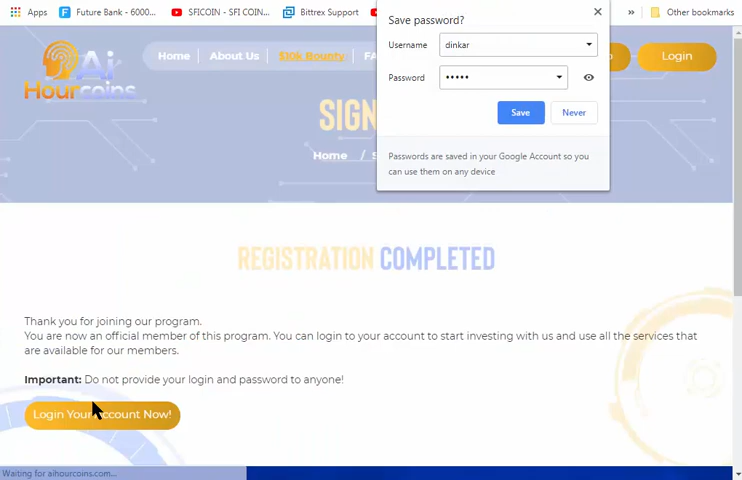 Apps Future Bank - 6000... SFICOIN - SFI COIN... Bittrex Support » Other bookmarks
Save password?
Username dinkar
Password •••••
Save Never
Passwords are saved in your Google Account so you
can use them on any device
Ai
Hourcoins
Home About Us $10k Bounty FA
Login
SIGN
Home /
REGISTRATION COMPLETED
Thank you for joining our program.
You are now an official member of this program. You can login to your account to start investing with us and use all the services that
are available for our members.
Important: Do not provide your login and password to anyone!
Login Your Account Now!
Waiting for aihourcoins.com...